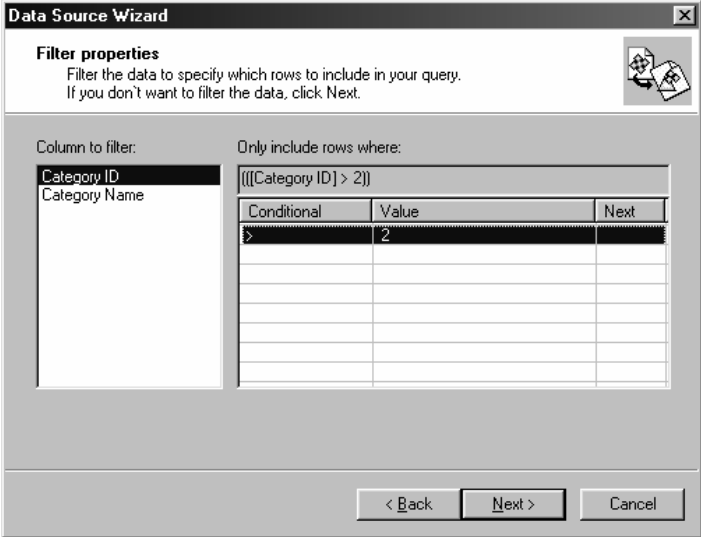 Data Source Wizard
Filter properties
Filter the data to specify which rows to include in your query.
If you don`t want to filter the data, click Next.
Column to filter:
Category ID
Category Name
Only include rows where:
(([Category ID] > 2))
Conditional Value Next
> 2
< Back Next > Cancel